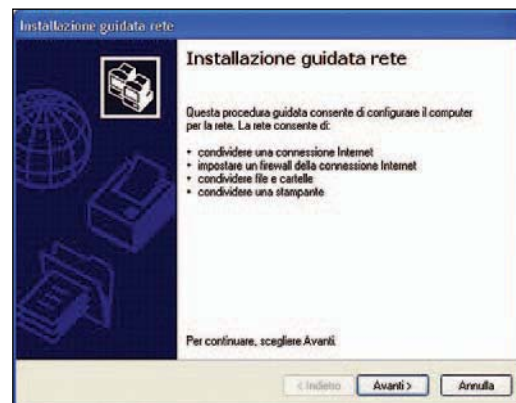 Installazione guidata rete
Installazione guidata rete
Questa procedura guidata consente di configurare il computer
per la rete. La rete consente di:
• condividere una connessione Internet
• impostare un firewall della connessione Internet
• condividere file e cartelle
• condividere una stampante
Per continuare, scegliere Avanti.
< Indietro Avanti > Annulla